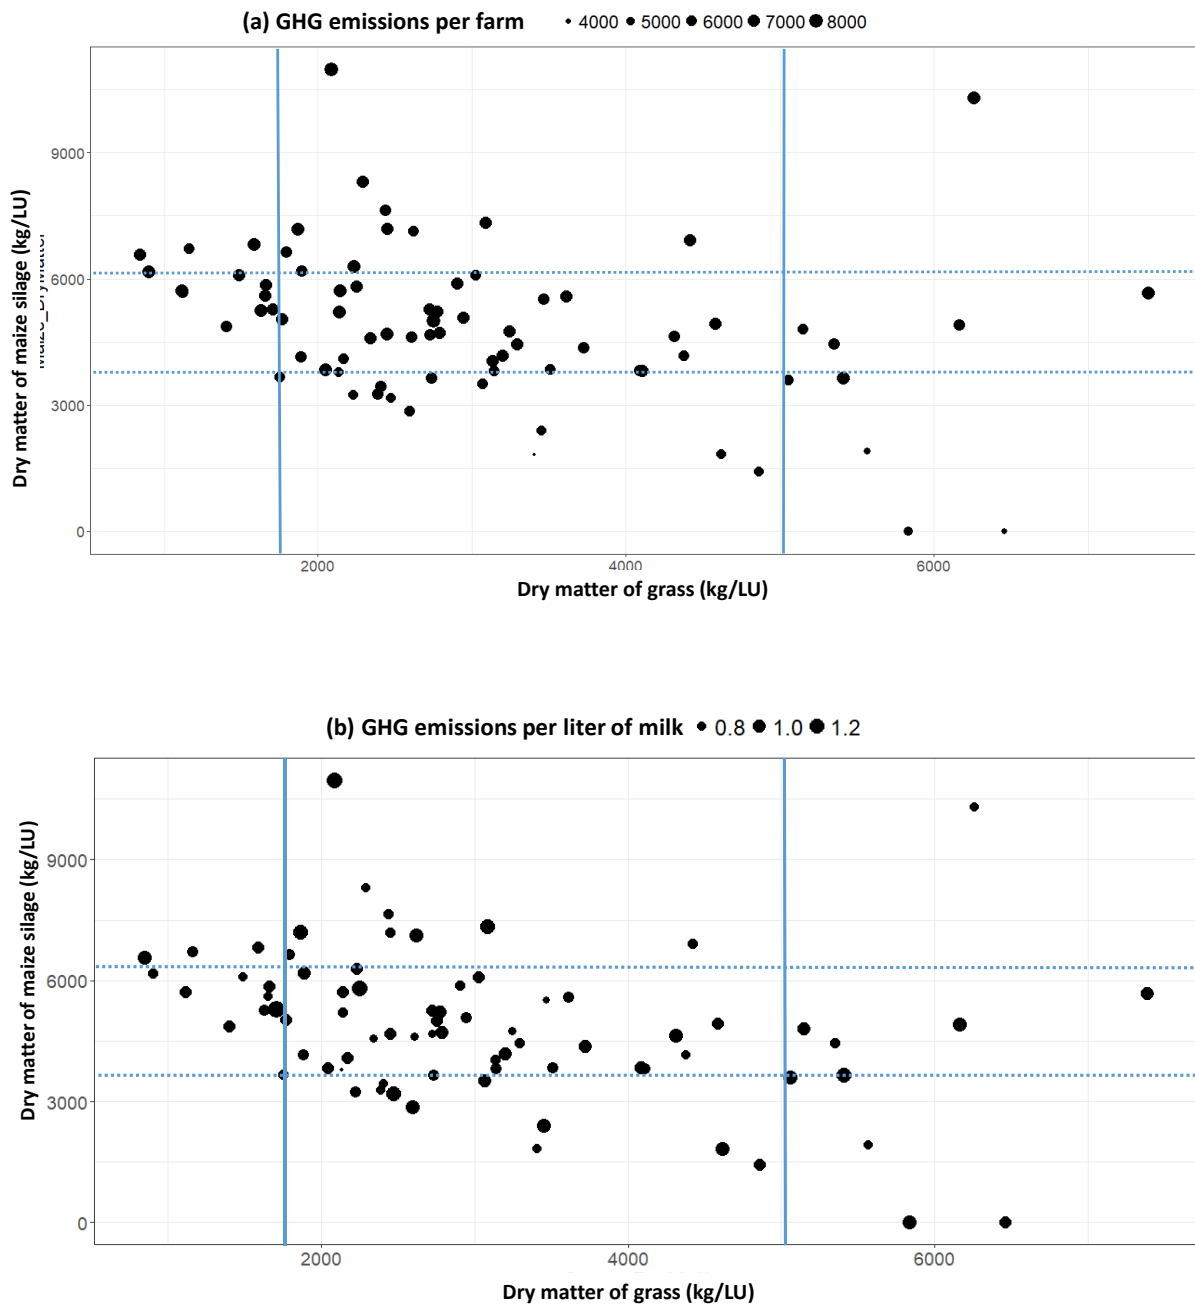 (a) GHG emissions per farm 4000 5000 6000 7000 8000
9000
6000
3000
0
Dry matter of maize silage (kg/LU)
2000 4000 6000
Dry matter of grass (kg/LU)
(b) GHG emissions per liter of milk 0.8 1.0 1.2
9000
6000
3000
0
Dry matter of maize silage (kg/LU)
2000 4000 6000
Dry matter of grass (kg/LU)